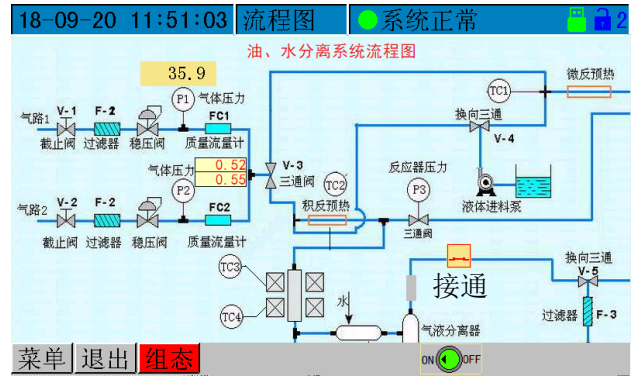 18-09-20 11:51:03 流程图 系统正常 2
油、水分离系统流程图
35.9
微反预热
P1 气体压力
TC1
气路1 V-1 F-2 FC1
换向三通
截止阀 过滤器 稳压阀 质量流量计
V-4
气体压力 0.52
0.55
V-3
三通阀
反应器压力
P2
TC2
P3
气路2 V-2 F-2 FC2
积反预热
液体进料泵
截止阀 过滤器 稳压阀 质量流量计
三通阀
TC3
换向三通
V-5
接通
TC4
水
过滤器 F-3
气液分离器
菜单 退出 组态
ON OFF